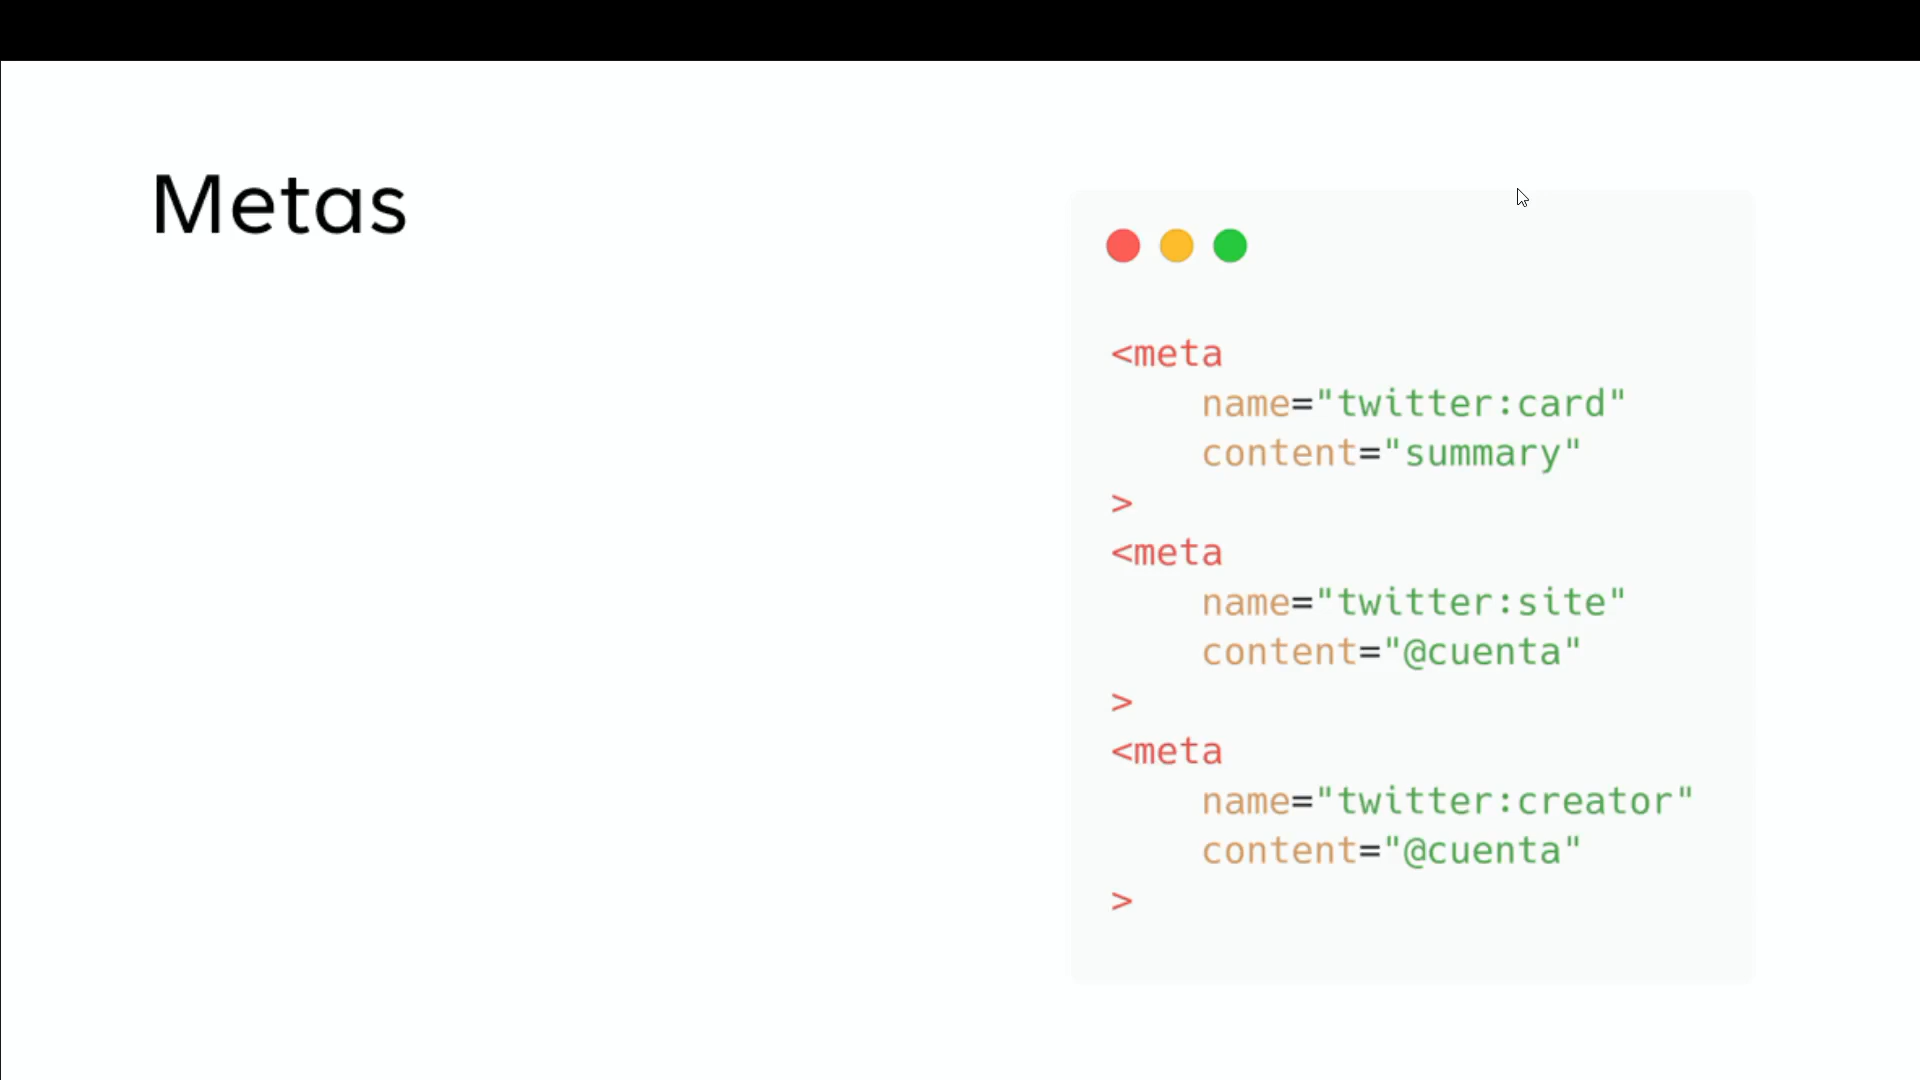 Metas
<meta
name="twitter:card"
content="summary"
>
<meta
name="twitter:site"
content="@cuenta"
>
<meta
name="twitter:creator"
content="@cuenta"
>